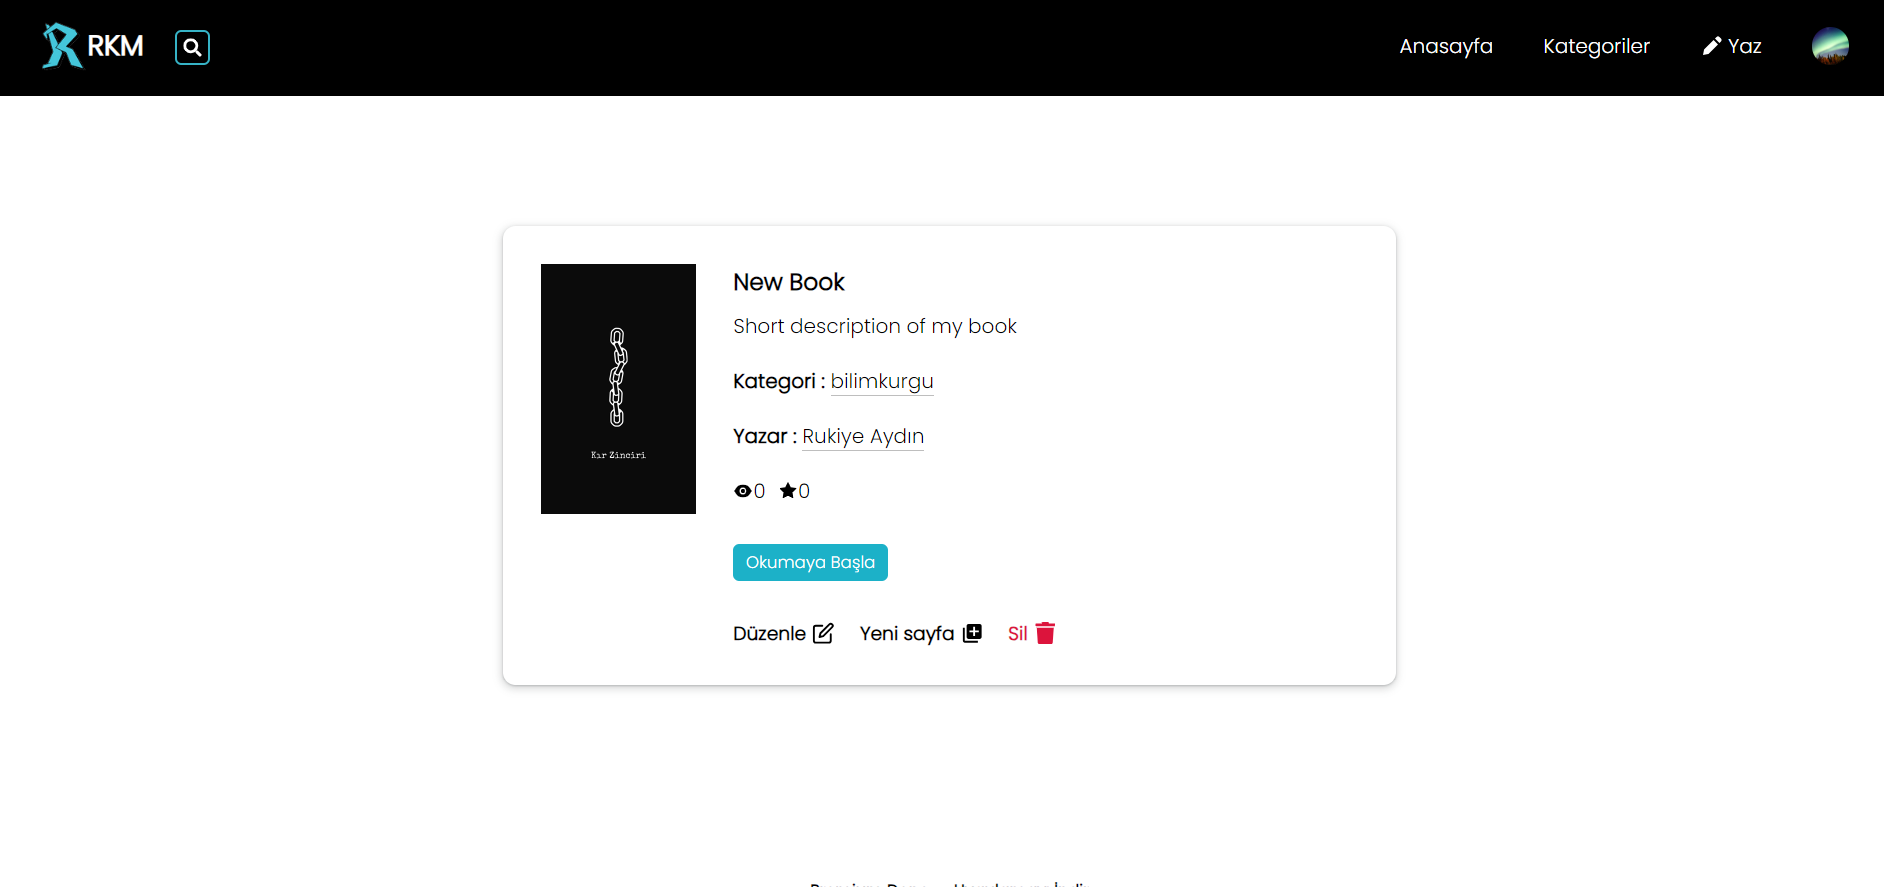 RKM
Anasayfa Kategoriler Yaz
New Book
Short description of my book
Kategori : bilimkurgu
Yazar : Rukiye Aydın
0 0
Kır Zinciri
Okumaya Başla
Düzenle Yeni sayfa Sil